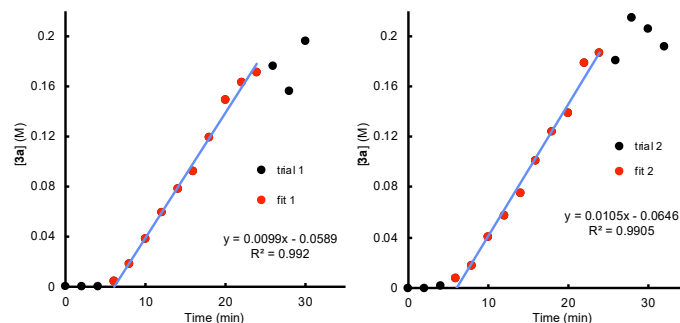 0.2
0.16
0.12
0.08
0.04
0
[3a] (M)
0 10 20 30
Time (min)
trial 1
fit 1
y = 0.0099x - 0.0589
R² = 0.992
0.2
0.16
0.12
0.08
0.04
0
[3a] (M)
0 10 20 30
Time (min)
trial 2
fit 2
y = 0.0105x - 0.0646
R² = 0.9905